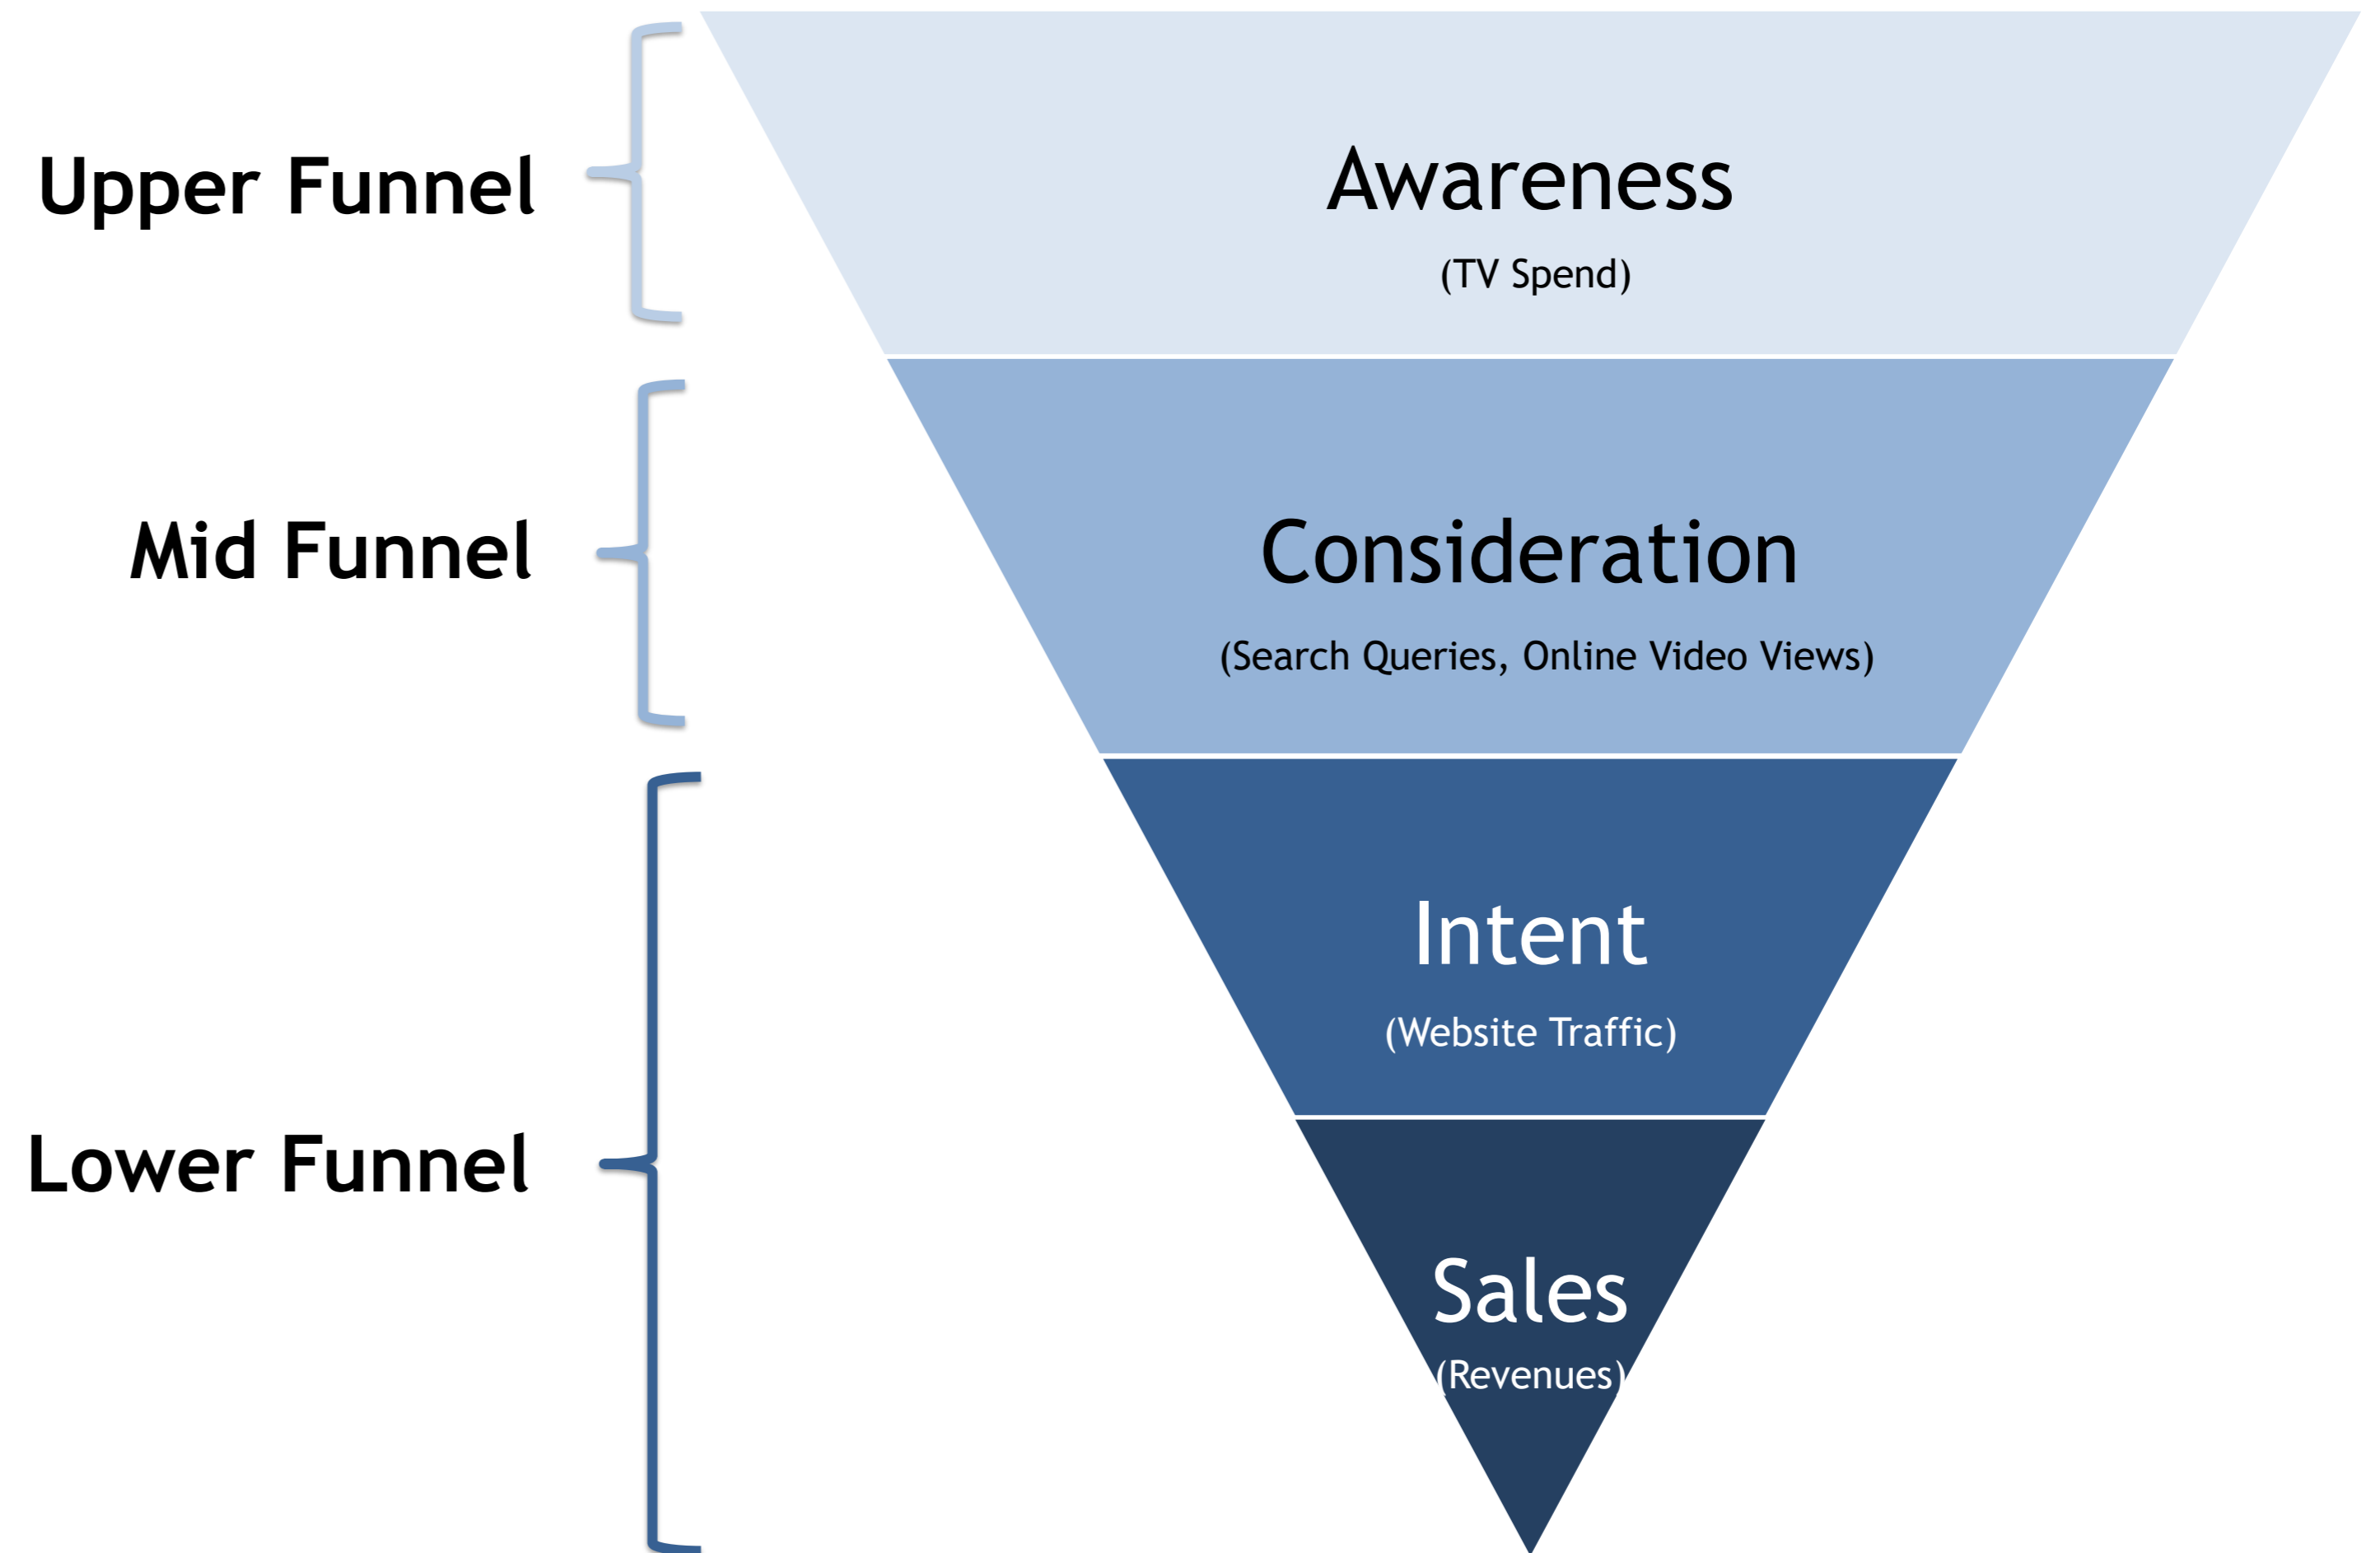 Upper Funnel
Awareness
(TV Spend)
Mid Funnel
Consideration
(Search Queries, Online Video Views)
Intent
(Website Traffic)
Lower Funnel
Sales
(Revenues)